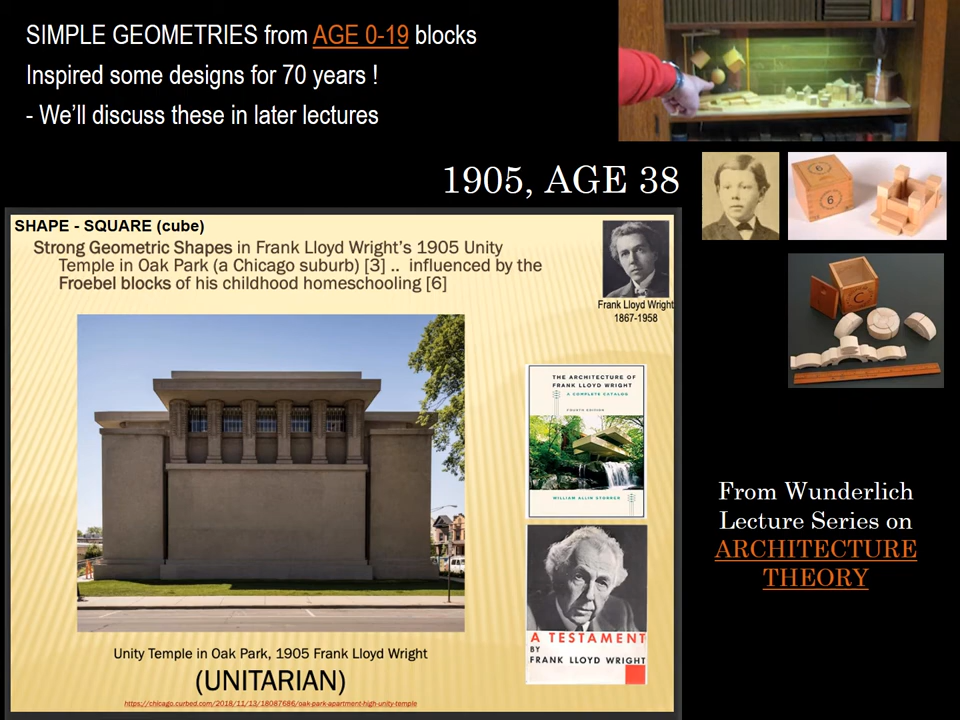 SIMPLE GEOMETRIES from AGE 0-19 blocks
Inspired some designs for 70 years !
- We'll discuss these in later lectures
1905, AGE 38
6
6
C
SHAPE - SQUARE (cube)
Strong Geometric Shapes in Frank Lloyd Wright's 1905 Unity
Temple in Oak Park (a Chicago suburb) [3] .. influenced by the
Froebel blocks of his childhood homeschooling [6]
Frank Lloyd Wright
1867-1958
THE ARCHITECTURE OF
FRANK LLOYD WRIGHT
A COMPLETE CATALOG
FOURTH EDITION
WILLIAM ALLIN STORRER
A TESTAMENT
BY
FRANK LLOYD WRIGHT
Unity Temple in Oak Park, 1905 Frank Lloyd Wright
(UNITARIAN)
https://chicago.curbed.com/2018/11/13/18087686/oak-park-apartment-high-unity-temple
From Wunderlich
Lecture Series on
ARCHITECTURE
THEORY